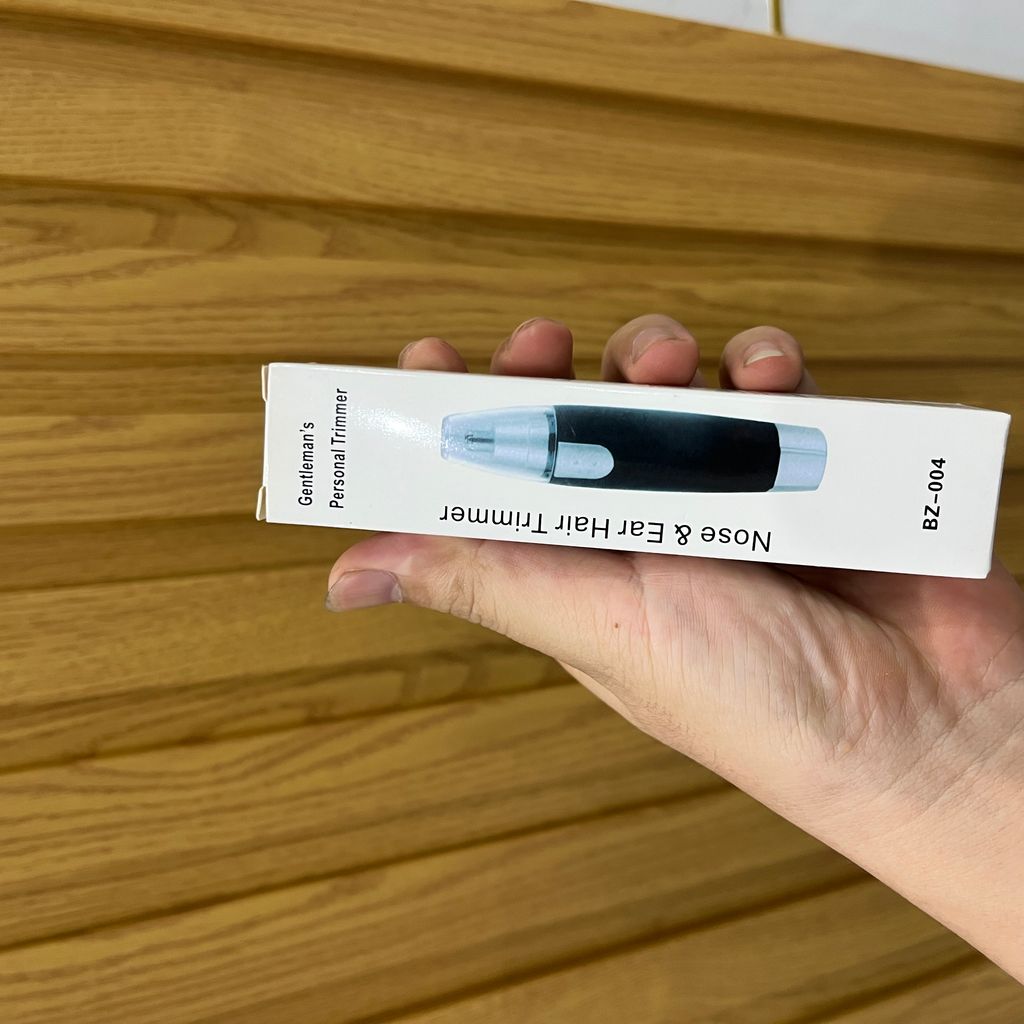 Gentleman's
Personal Trimmer
Nose & Ear Hair Trimmer
BZ-004